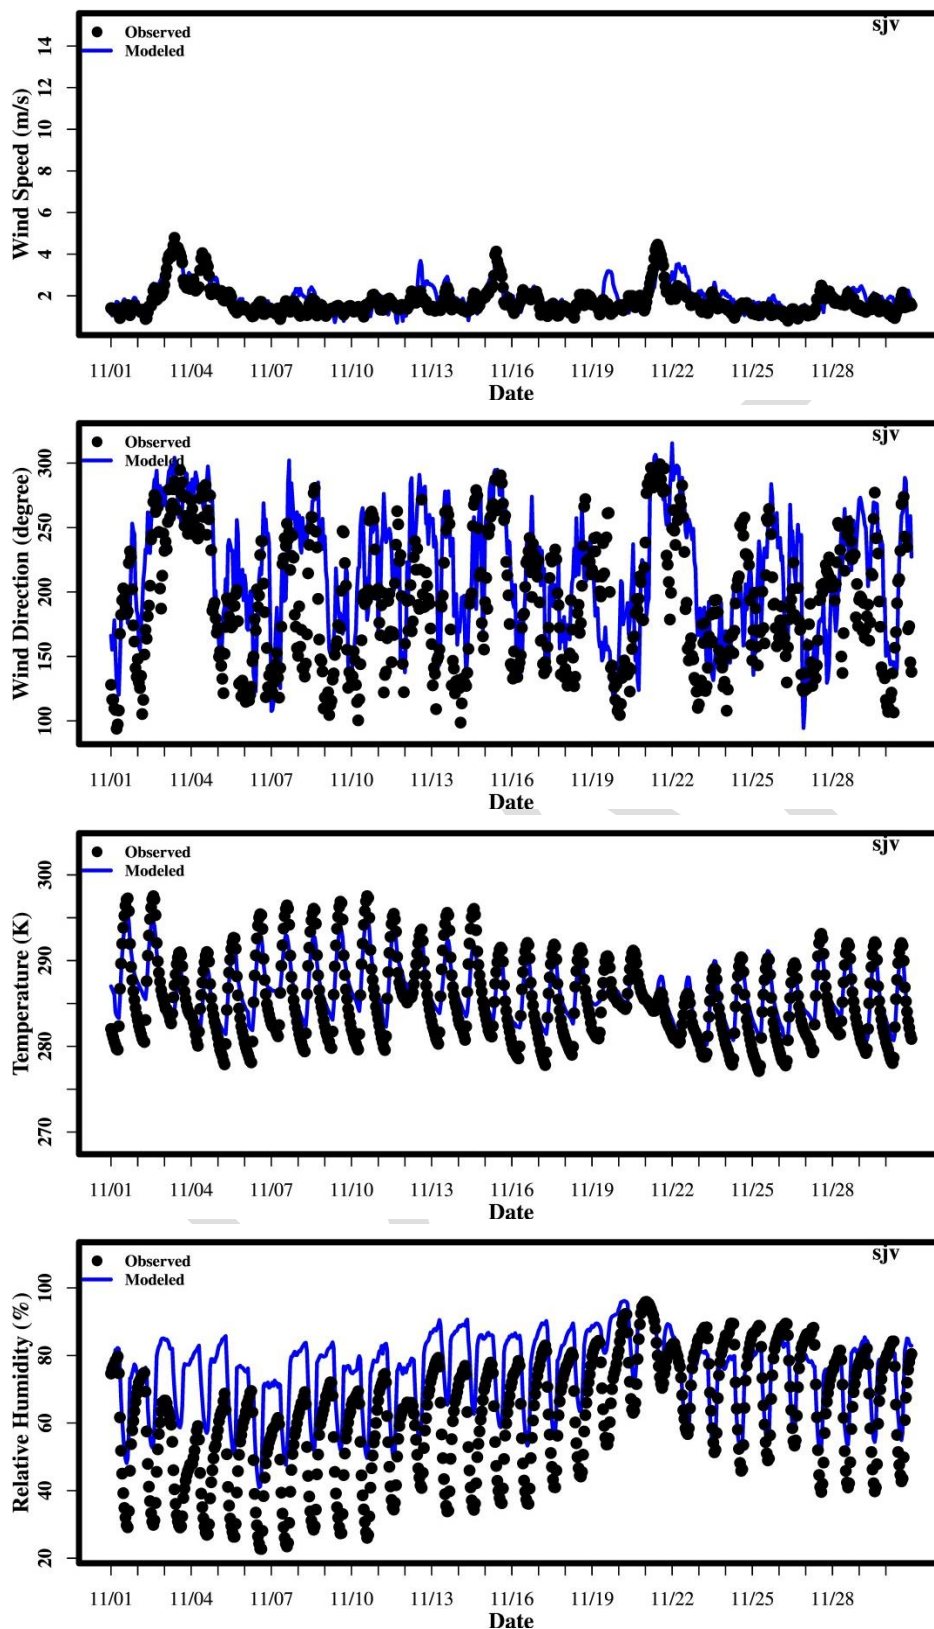 Observed
Modeled
sjv
Wind Speed (m/s)
14
12
10
8
6
4
2
11/01 11/04 11/07 11/10 11/13 11/16 11/19 11/22 11/25 11/28
Date
Observed
Modeled
sjv
Wind Direction (degree)
300
250
200
150
100
11/01 11/04 11/07 11/10 11/13 11/16 11/19 11/22 11/25 11/28
Date
Observed
Modeled
sjv
Temperature (K)
300
290
280
270
11/01 11/04 11/07 11/10 11/13 11/16 11/19 11/22 11/25 11/28
Date
Observed
Modeled
sjv
Relative Humidity (%)
100
80
60
40
20
11/01 11/04 11/07 11/10 11/13 11/16 11/19 11/22 11/25 11/28
Date